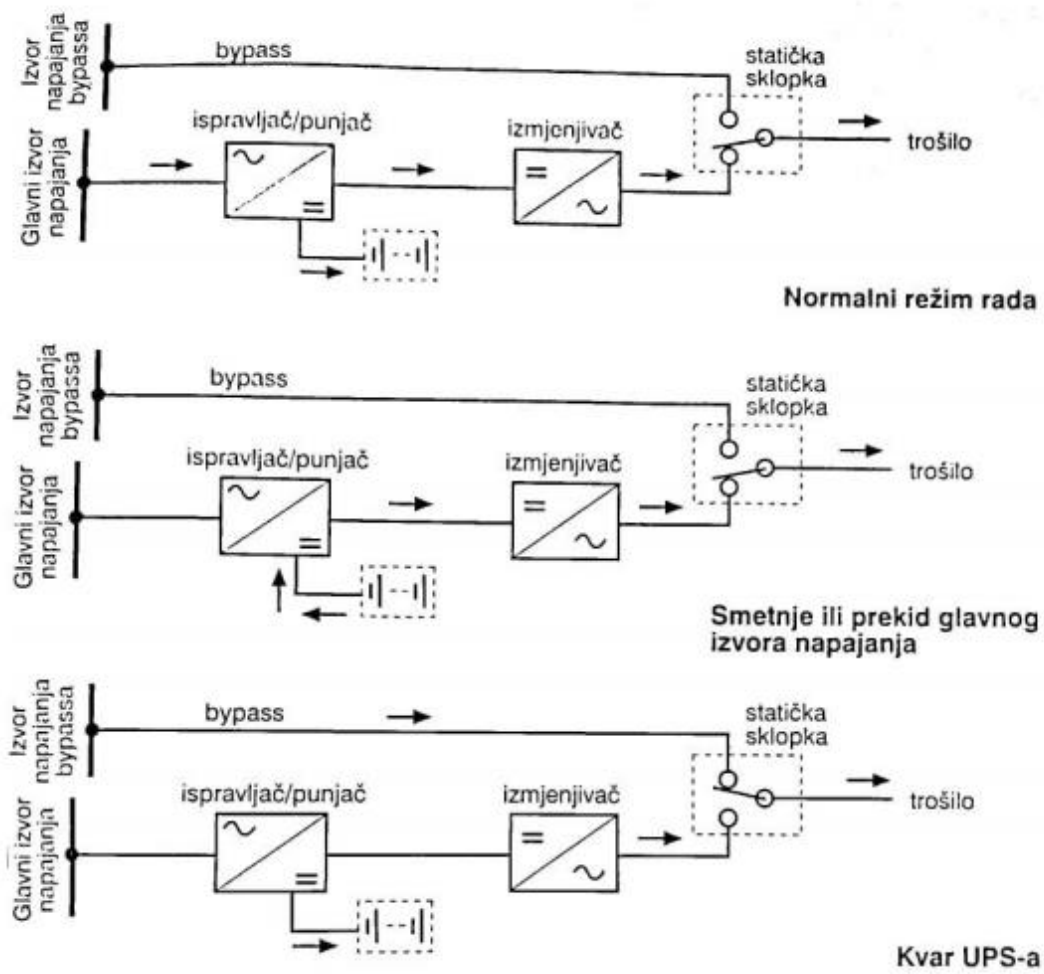 Izvor
napajanja
bypassa
bypass
statička
sklopka
ispravljač/punjač
izmjenjivač
trošilo
Glavni izvor
napajanja
Normalni režim rada
Izvor
napajanja
bypassa
bypass
statička
sklopka
ispravljač/punjač
izmjenjivač
trošilo
Glavni izvor
napajanja
Smetnje ili prekid glavnog
izvora napajanja
Izvor
napajanja
bypassa
bypass
statička
sklopka
ispravljač/punjač
izmjenjivač
trošilo
Glavni izvor
napajanja
Kvar UPS-a